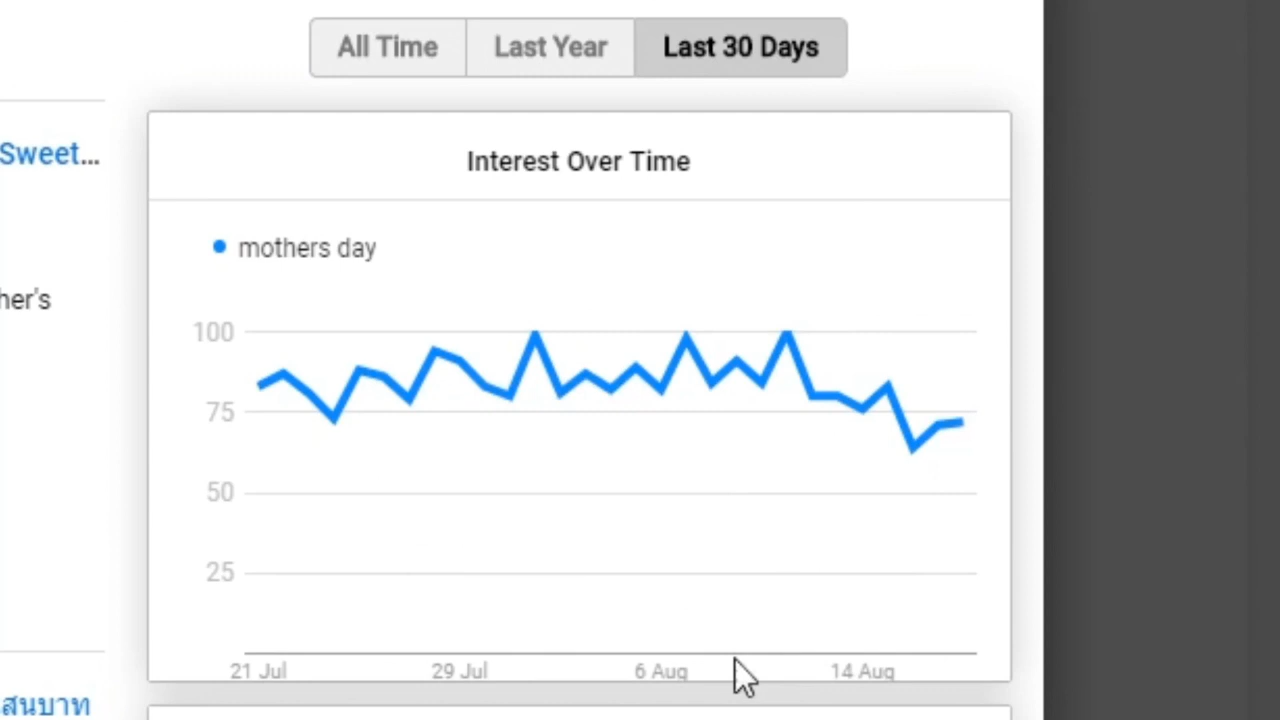 All Time
Last Year
Last 30 Days
Sweet...
her's
สนบาท
Interest Over Time
mothers day
100
75
50
25
21 Jul
29 Jul
6 Aug
14 Aug